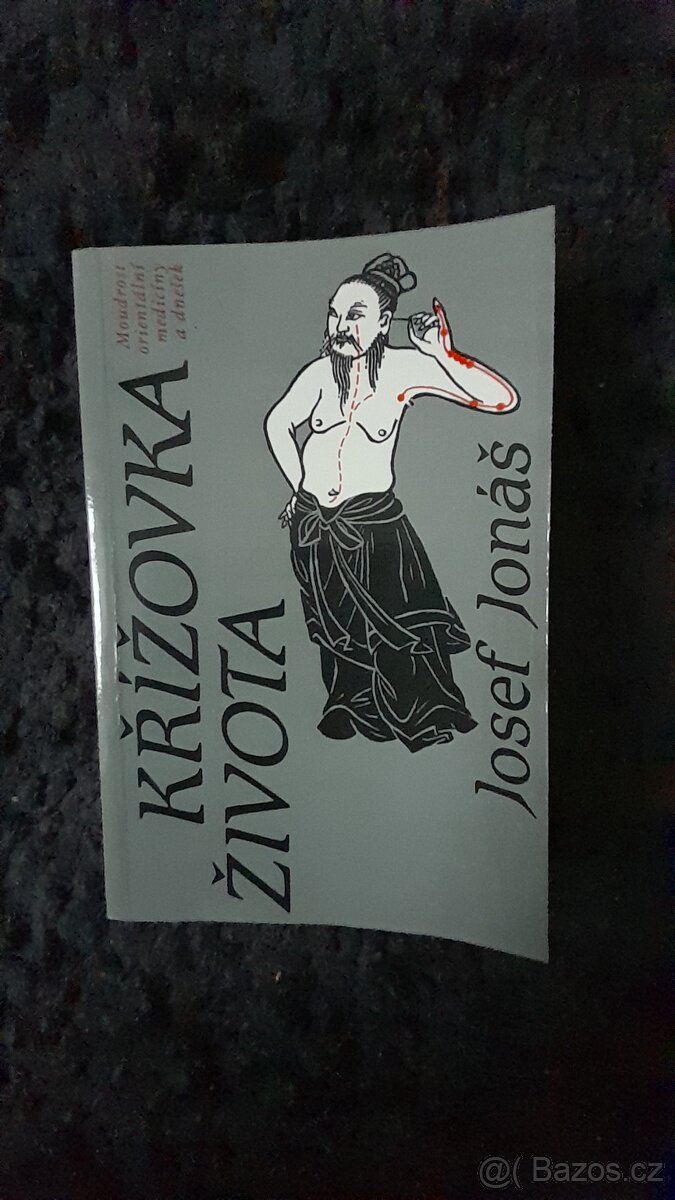 KŘÍŽOVKA
ŽIVOTA
Moudrost
orientální
medicíny
a dnešek
Josef Jonáš
@( Bazos.cz